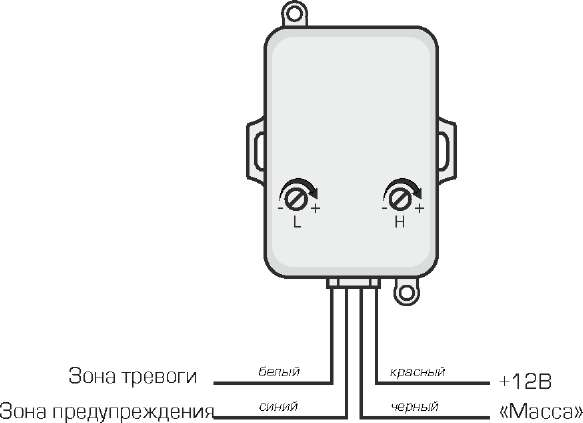 - + - +
L H
Зона тревоги белый красный +12В
Зона предупреждения синий черный «Масса»